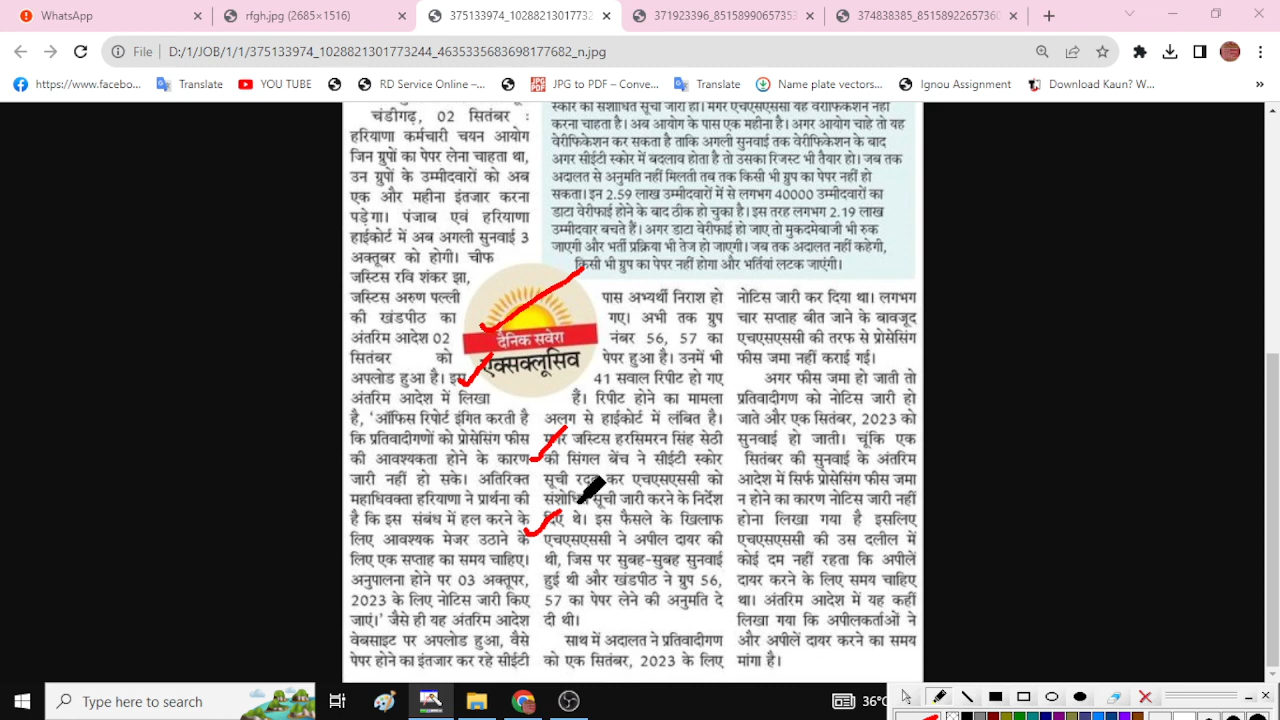 WhatsApp
rfgh.jpg (2685×1516)
375133974_1028821301773
371923396_8515899065735
374838385_8515892265736
File
D:/1/JOB/1/1/375133974_1028821301773244_4635335683698177682_n.jpg
https://www.facebo...
Translate
YOU TUBE
RD Service Online –...
JPG to PDF – Conve...
Translate
Name plate vectors...
Ignou Assignment
Download Kaun? W...
»
चंडीगढ़, 02 सितंबर :
हरियाणा कर्मचारी चयन आयोग
जिन ग्रुपों का पेपर लेना चाहता था,
उन ग्रुपों के उम्मीदवारों को अब
एक और महीना इंतजार करना
पड़ेगा। पंजाब एवं हरियाणा
हाईकोर्ट में अब अगली सुनवाई 3
अक्तूबर को होगी। चीफ
जस्टिस रवि शंकर झा,
जस्टिस अरुण पल्ली
की खंडपीठ का
अंतरिम आदेश 02
सितंबर को
अपलोड हुआ है। इस
अंतरिम आदेश में लिखा
है, ‘ऑफिस रिपोर्ट इंगित करती है
कि प्रतिवादीगणों को प्रोसेसिंग फीस
की आवश्यकता होने के कारण
जारी नहीं हो सके। अतिरिक्त
महाधिवक्ता हरियाणा ने प्रार्थना की
है कि इस संबंध में हल करने के
लिए आवश्यक मेजर उठाने के
लिए एक सप्ताह का समय चाहिए।
अनुपालना होने पर 03 अक्तूपर,
2023 के लिए नोटिस जारी किए
जाएं।’ जैसे ही यह अंतरिम आदेश
वेबसाइट पर अपलोड हुआ, वैसे
पेपर होने का इंतजार कर रहे सीईटी
स्कोर की संशोधित सूची जारी हो। मगर एचएसएससी यह वेरीफिकेशन नहीं
करना चाहता है। अब आयोग के पास एक महीना है। अगर आयोग चाहे तो यह
वेरीफिकेशन कर सकता है ताकि अगली सुनवाई तक वेरीफिकेशन के बाद
अगर सीईटी स्कोर में बदलाव होता है तो उसका रिजस्ट भी तैयार हो। जब तक
अदालत से अनुमति नहीं मिलती तब तक किसी भी ग्रुप का पेपर नहीं हो
सकता। इन 2.59 लाख उम्मीदवारों में से लगभग 40000 उम्मीदवारों का
डाटा वेरीफाई होने के बाद ठीक हो चुका है। इस तरह लगभग 2.19 लाख
उम्मीदवार बचते हैं। अगर डाटा वेरीफाई हो जाए तो मुकदमेबाजी भी रुक
जाएगी और भर्ती प्रक्रिया भी तेज हो जाएगी। जब तक अदालत नहीं कहेगी,
किसी भी ग्रुप का पेपर नहीं होगा और भर्तियां लटक जाएंगी।
दैनिक सवेरा
एक्सक्लूसिव
पास अभ्यर्थी निराश हो
गए। अभी तक ग्रुप
नंबर 56, 57 का
पेपर हुआ है। उनमें भी
41 सवाल रिपीट हो गए
हैं। रिपीट होने का मामला
अलग से हाईकोर्ट में लंबित है।
मगर जस्टिस हरसिमरन सिंह सेठी
की सिंगल बेंच ने सीईटी स्कोर
सूची रद्द कर एचएसएससी को
संशोधित सूची जारी करने के निर्देश
दिए थे। इस फैसले के खिलाफ
एचएसएससी ने अपील दायर की
थी, जिस पर सुबह-सुबह सुनवाई
हुई थी और खंडपीठ ने ग्रुप 56,
57 का पेपर लेने की अनुमति दे
दी थी।
साथ में अदालत ने प्रतिवादीगण
को एक सितंबर, 2023 के लिए
नोटिस जारी कर दिया था। लगभग
चार सप्ताह बीत जाने के बावजूद
एचएसएससी की तरफ से प्रोसेसिंग
फीस जमा नहीं कराई गई।
अगर फीस जमा हो जाती तो
प्रतिवादीगण को नोटिस जारी हो
जाते और एक सितंबर, 2023 को
सुनवाई हो जाती। चूंकि एक
सितंबर की सुनवाई के अंतरिम
आदेश में सिर्फ प्रोसेसिंग फीस जमा
न होने का कारण नोटिस जारी नहीं
होना लिखा गया है इसलिए
एचएसएससी की उस दलील में
कोई दम नहीं रहता कि अपीलें
दायर करने के लिए समय चाहिए
था। अंतरिम आदेश में यह कहीं
लिखा गया कि अपीलकर्ताओं ने
और अपीलें दायर करने का समय
मांगा है।
Type here to search
36°C